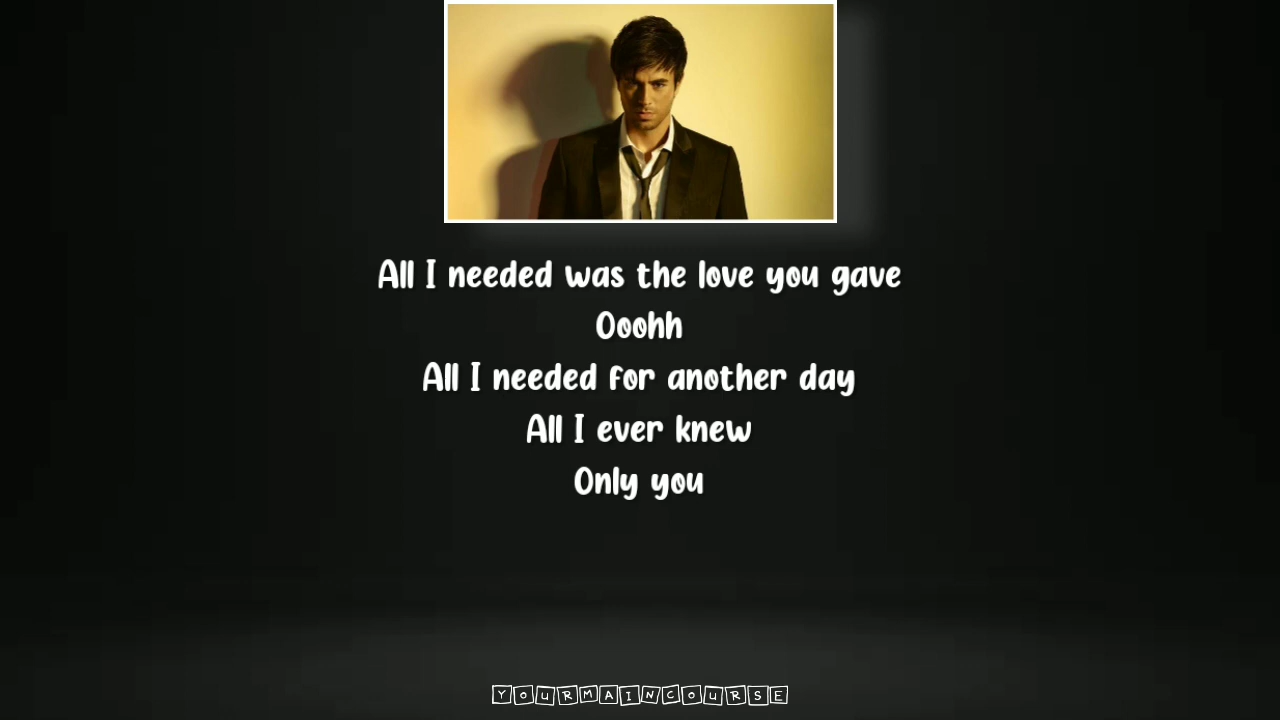 All I needed was the love you gave
Ooohh
All I needed for another day
All I ever knew
Only you
YOURMAINCOURSE